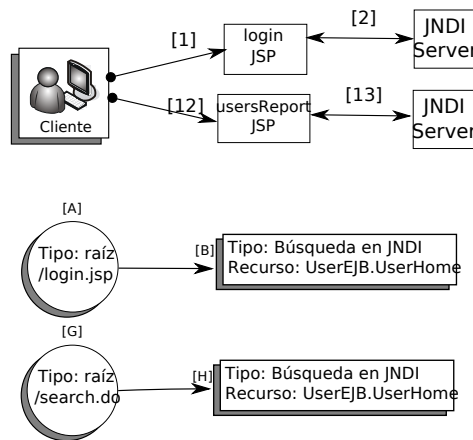 [1]
login
JSP
[2]
JNDI
Server
Cliente
[12]
usersReport
JSP
[13]
JNDI
Server
[A]
Tipo: raíz
/login.jsp
[B]
Tipo: Búsqueda en JNDI
Recurso: UserEJB.UserHome
[G]
Tipo: raíz
/search.do
[H]
Tipo: Búsqueda en JNDI
Recurso: UserEJB.UserHome